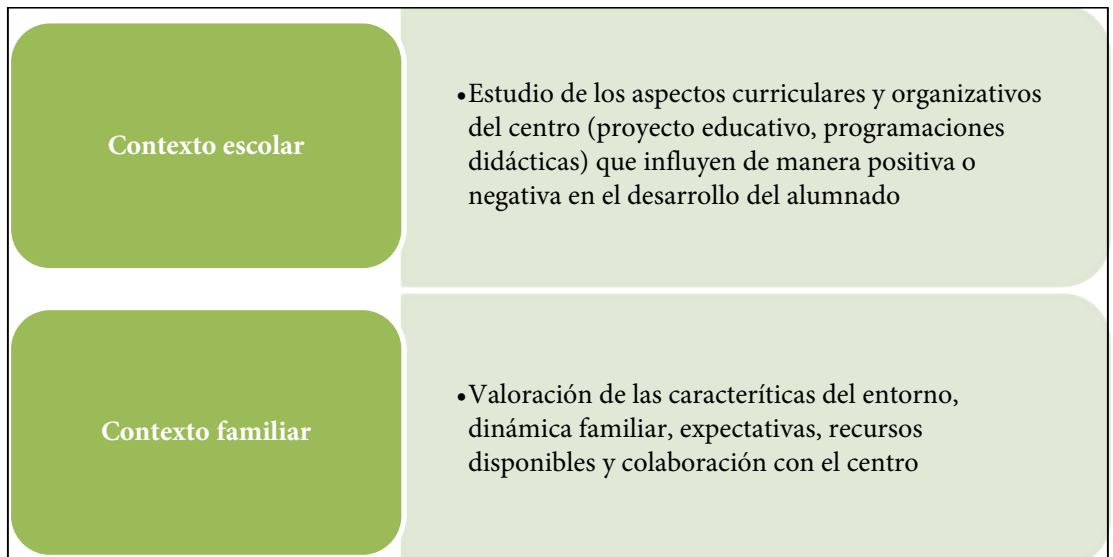 Contexto escolar
•Estudio de los aspectos curriculares y organizativos
del centro (proyecto educativo, programaciones
didácticas) que influyen de manera positiva o
negativa en el desarrollo del alumnado
Contexto familiar
•Valoración de las caracteríticas del entorno,
dinámica familiar, expectativas, recursos
disponibles y colaboración con el centro